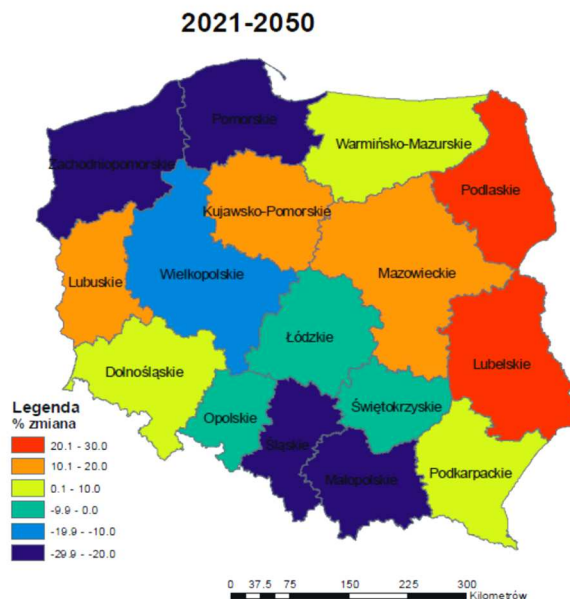 2021-2050
Pomorskie
Warmińsko-Mazurskie
Zachodniopomorskie
Podlaskie
Kujawsko-Pomorskie
Mazowieckie
Wielkopolskie
Lubuskie
Łódzkie
Lubelskie
Dolnośląskie
Świętokrzyskie
Opolskie
Śląskie
Podkarpackie
Małopolskie
Legenda
% zmiana
20.1 - 30.0
10.1 - 20.0
0.1 - 10.0
-9.9 - 0.0
-19.9 - -10.0
-29.9 - -20.0
0 37.5 75 150 225 300
Kilometrów